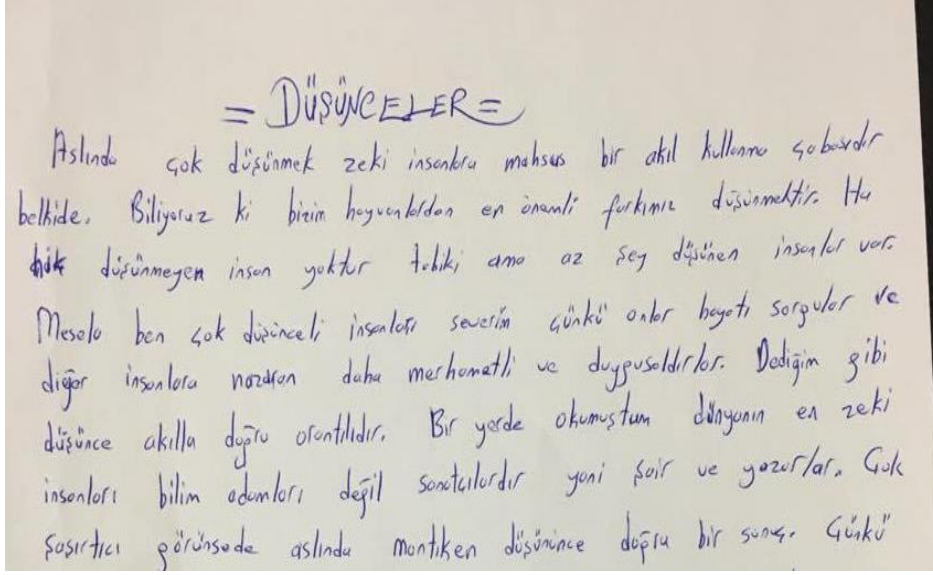 = DÜŞÜNCELER =
Aslında çok düşünmek zeki insanlara mahsus bir akıl kullanma çabasıdır
belkide. Biliyoruz ki bizim hayvanlardan en önemli farkımız düşünmektir. Ha
hiç düşünmeyen insan yoktur tabiki ama az şey düşünen insanlar var.
Mesela ben çok düşünceli insanları severim çünkü onlar hayatı sorgular ve
diğer insanlara nazaran daha merhametli ve duygusaldırlar. Dediğim gibi
düşünce akılla doğru orantılıdır. Bir yerde okumuştum dünyanın en zeki
insanları bilim adamları değil sanatçılardır yani şair ve yazarlar. Çok
şaşırtıcı görünsede aslında mantıken düşününce doğru bir sonuç. Çünkü